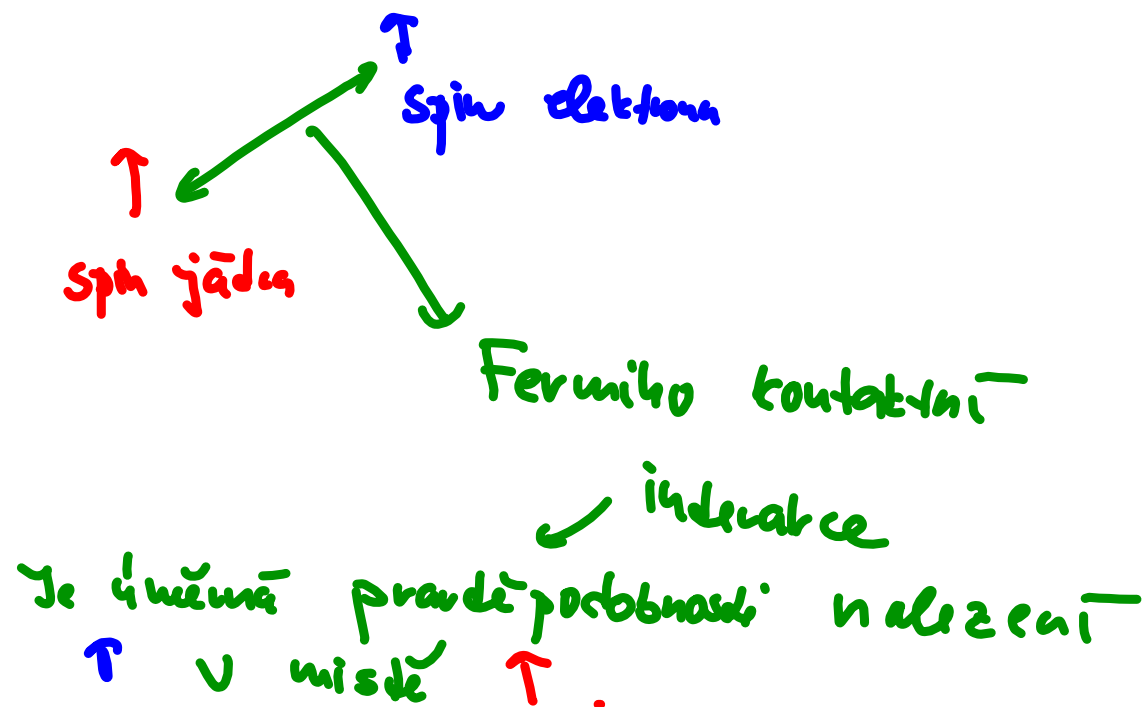 ↑
spin elektronu
↑
spin jádra
Fermiho kontaktní
interakce
Je úměrná pravděpodobnosti nalezení
↑ v místě ↑